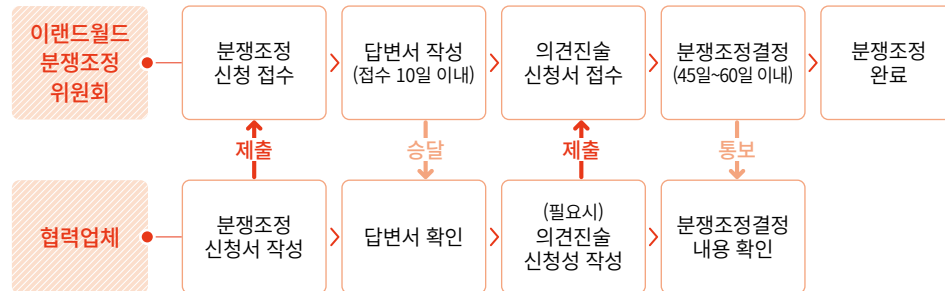 이랜드월드
분쟁조정
위원회
분쟁조정
신청 접수
답변서 작성
(접수 10일 이내)
의견진술
신청서 접수
분쟁조정결정
(45일~60일 이내)
분쟁조정
완료
제출
승달
제출
통보
협력업체
분쟁조정
신청서 작성
답변서 확인
(필요시)
의견진술
신청성 작성
분쟁조정결정
내용 확인